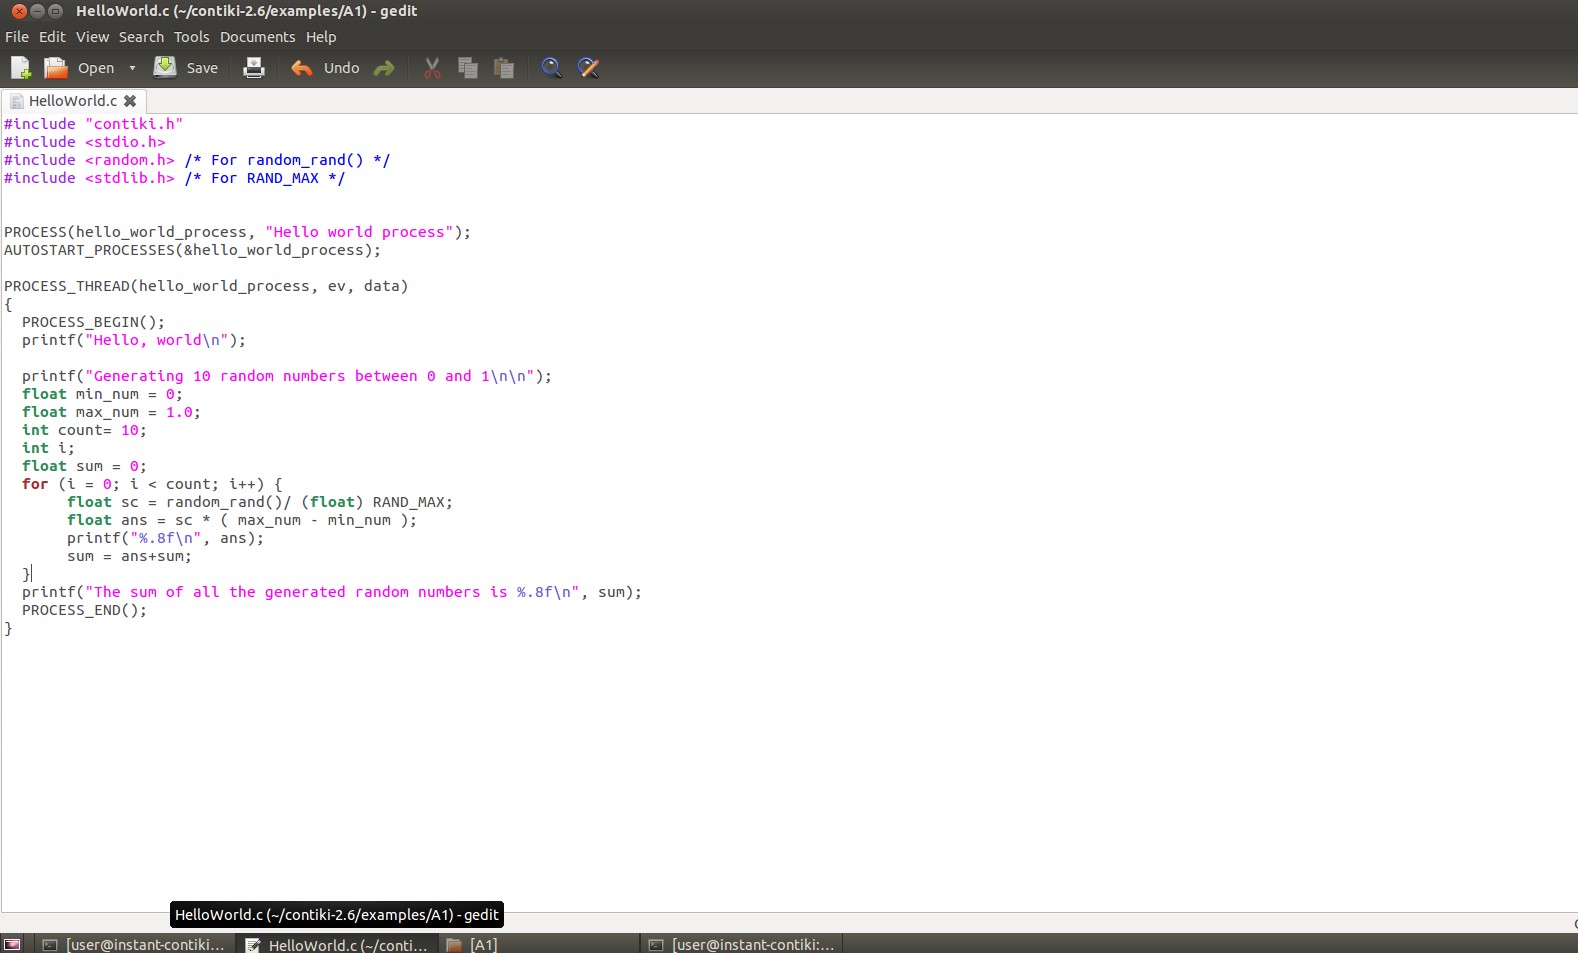 HelloWorld.c (~/contiki-2.6/examples/A1) - gedit
File Edit View Search Tools Documents Help
Open Save Undo
HelloWorld.c
#include "contiki.h"
#include <stdio.h>
#include <random.h> /* For random_rand() */
#include <stdlib.h> /* For RAND_MAX */
PROCESS(hello_world_process, "Hello world process");
AUTOSTART_PROCESSES(&hello_world_process);
PROCESS_THREAD(hello_world_process, ev, data)
{
  PROCESS_BEGIN();
  printf("Hello, world\n");
  printf("Generating 10 random numbers between 0 and 1\n\n");
  float min_num = 0;
  float max_num = 1.0;
  int count= 10;
  int i;
  float sum = 0;
  for (i = 0; i < count; i++) {
       float sc = random_rand()/ (float) RAND_MAX;
       float ans = sc * ( max_num - min_num );
       printf("%.8f\n", ans);
       sum = ans+sum;
  }
  printf("The sum of all the generated random numbers is %.8f\n", sum);
  PROCESS_END();
}
HelloWorld.c (~/contiki-2.6/examples/A1) - gedit
[user@instant-contiki... HelloWorld.c (~/conti... [A1] [user@instant-contiki:...